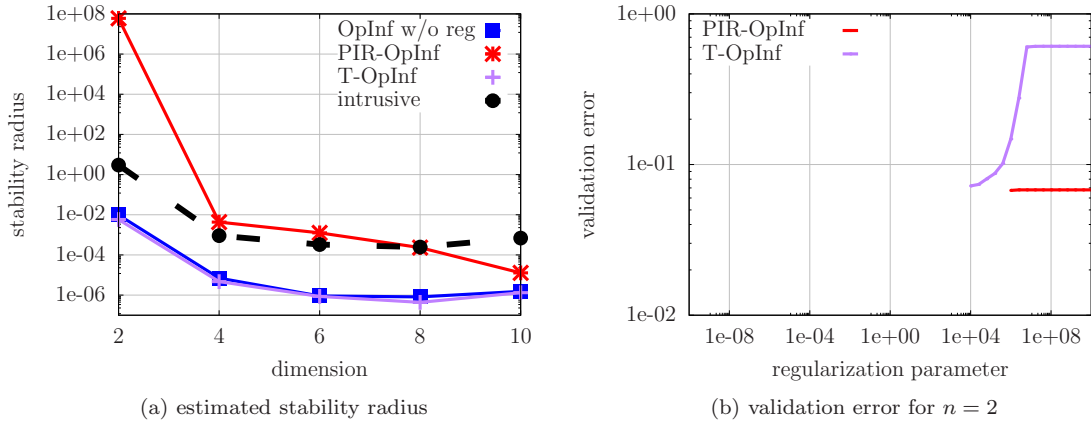 1e+08
1e+06
1e+04
1e+02
1e+00
1e-02
1e-04
1e-06
2
4
6
8
10
stability radius
dimension
OpInf w/o reg
PIR-OpInf
T-OpInf
intrusive
(a) estimated stability radius
1e+00
1e-01
1e-02
1e-08
1e-04
1e+00
1e+04
1e+08
validation error
regularization parameter
PIR-OpInf
T-OpInf
(b) validation error for n = 2